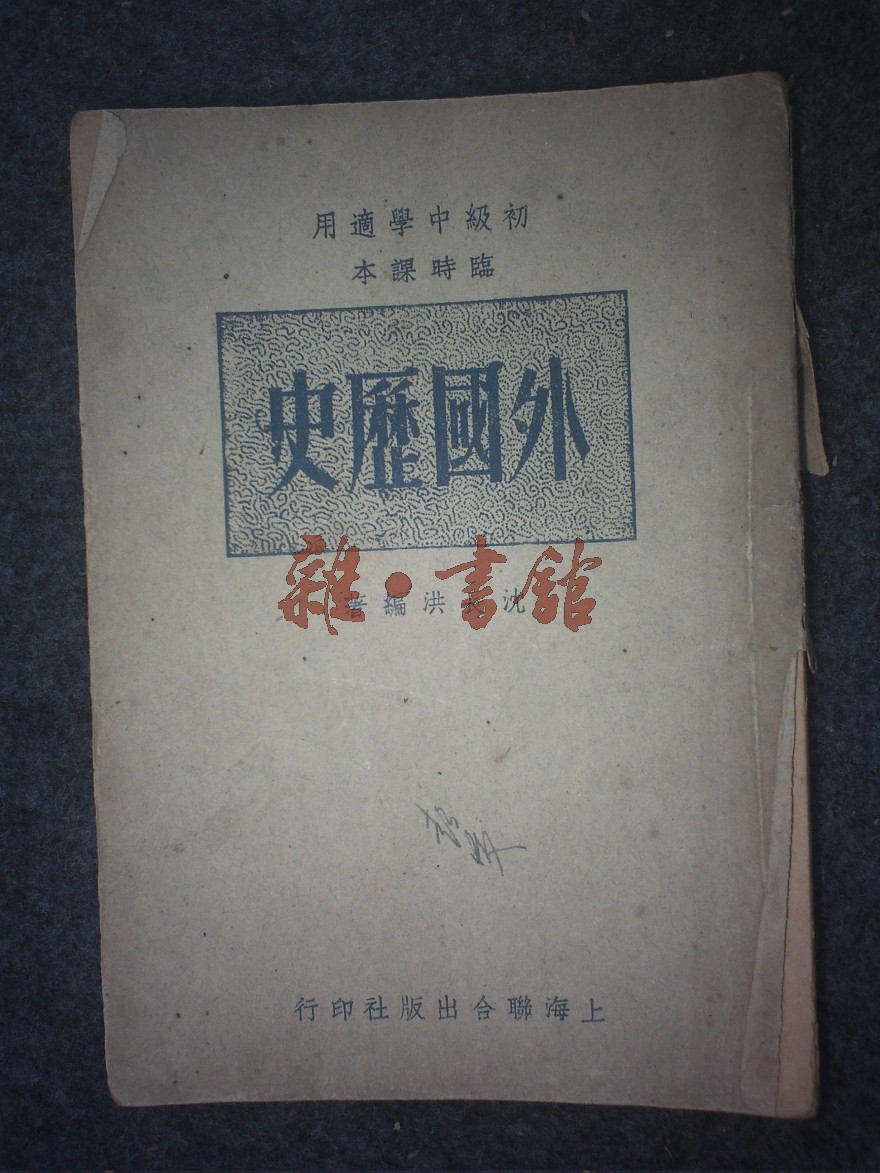 初級中學適用
臨時課本
外國歷史
沈長洪編著
雜·書館
上海聯合出版社印行